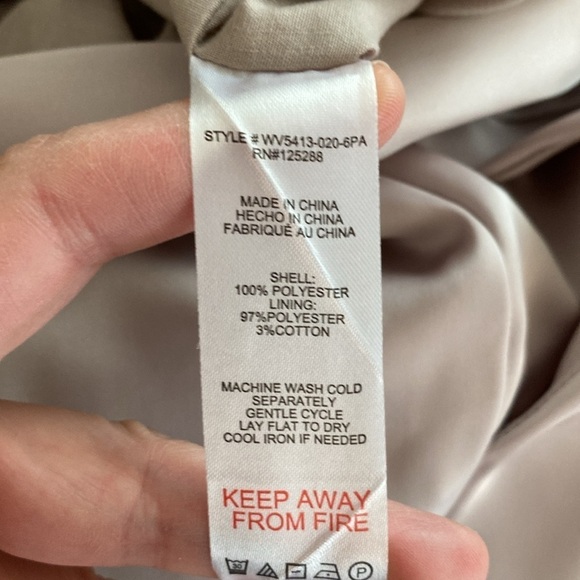 STYLE # WV5413-020-6PA
RN#125288
MADE IN CHINA
HECHO IN CHINA
FABRIQUÉ AU CHINA
SHELL:
100% POLYESTER
LINING:
97%POLYESTER
3%COTTON
MACHINE WASH COLD
SEPARATELY
GENTLE CYCLE
LAY FLAT TO DRY
COOL IRON IF NEEDED
KEEP AWAY
FROM FIRE
30 P